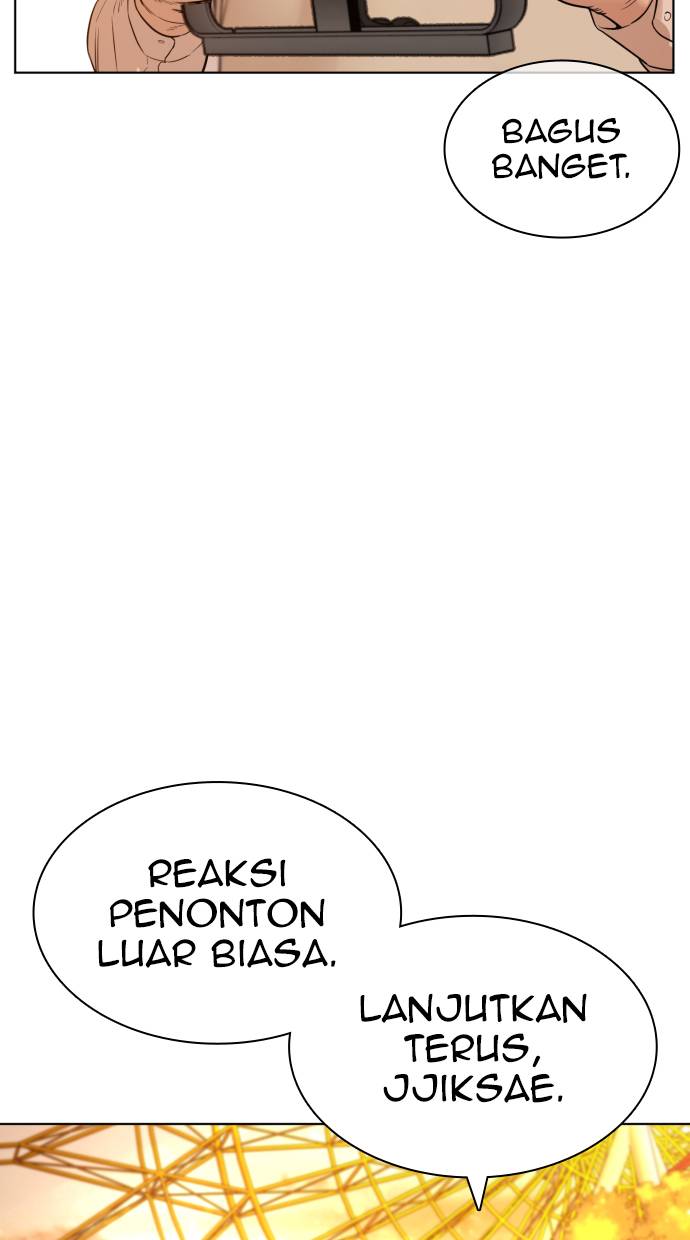 BAGUS
BANGET.
REAKSI
PENONTON
LUAR BIASA.
LANJUTKAN
TERUS,
JJIKSAE.